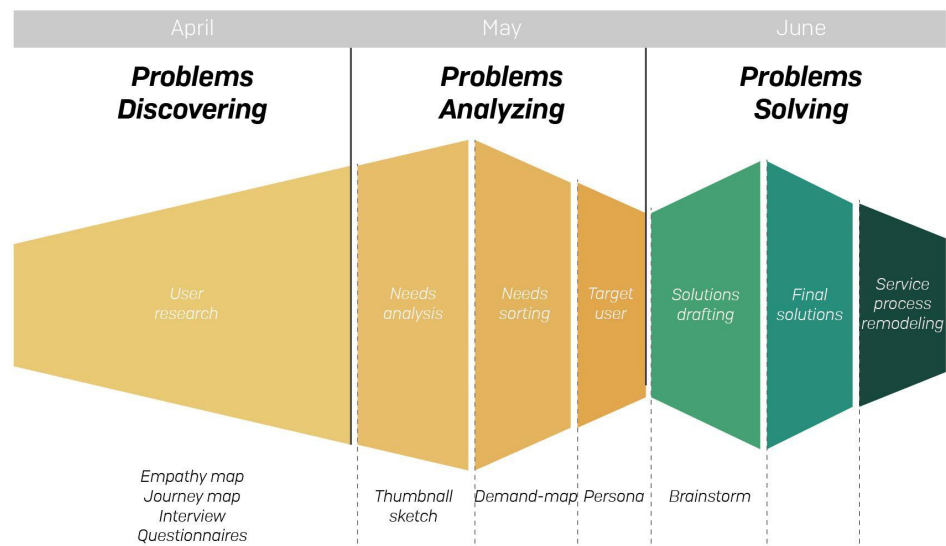 April
May
June
Problems
Discovering
Problems
Analyzing
Problems
Solving
User
research
Needs
analysis
Needs
sorting
Target
user
Solutions
drafting
Final
solutions
Service
process
remodeling
Empathy map
Journey map
Interview
Questionnaires
Thumbnall
sketch
Demand-map
Persona
Brainstorm